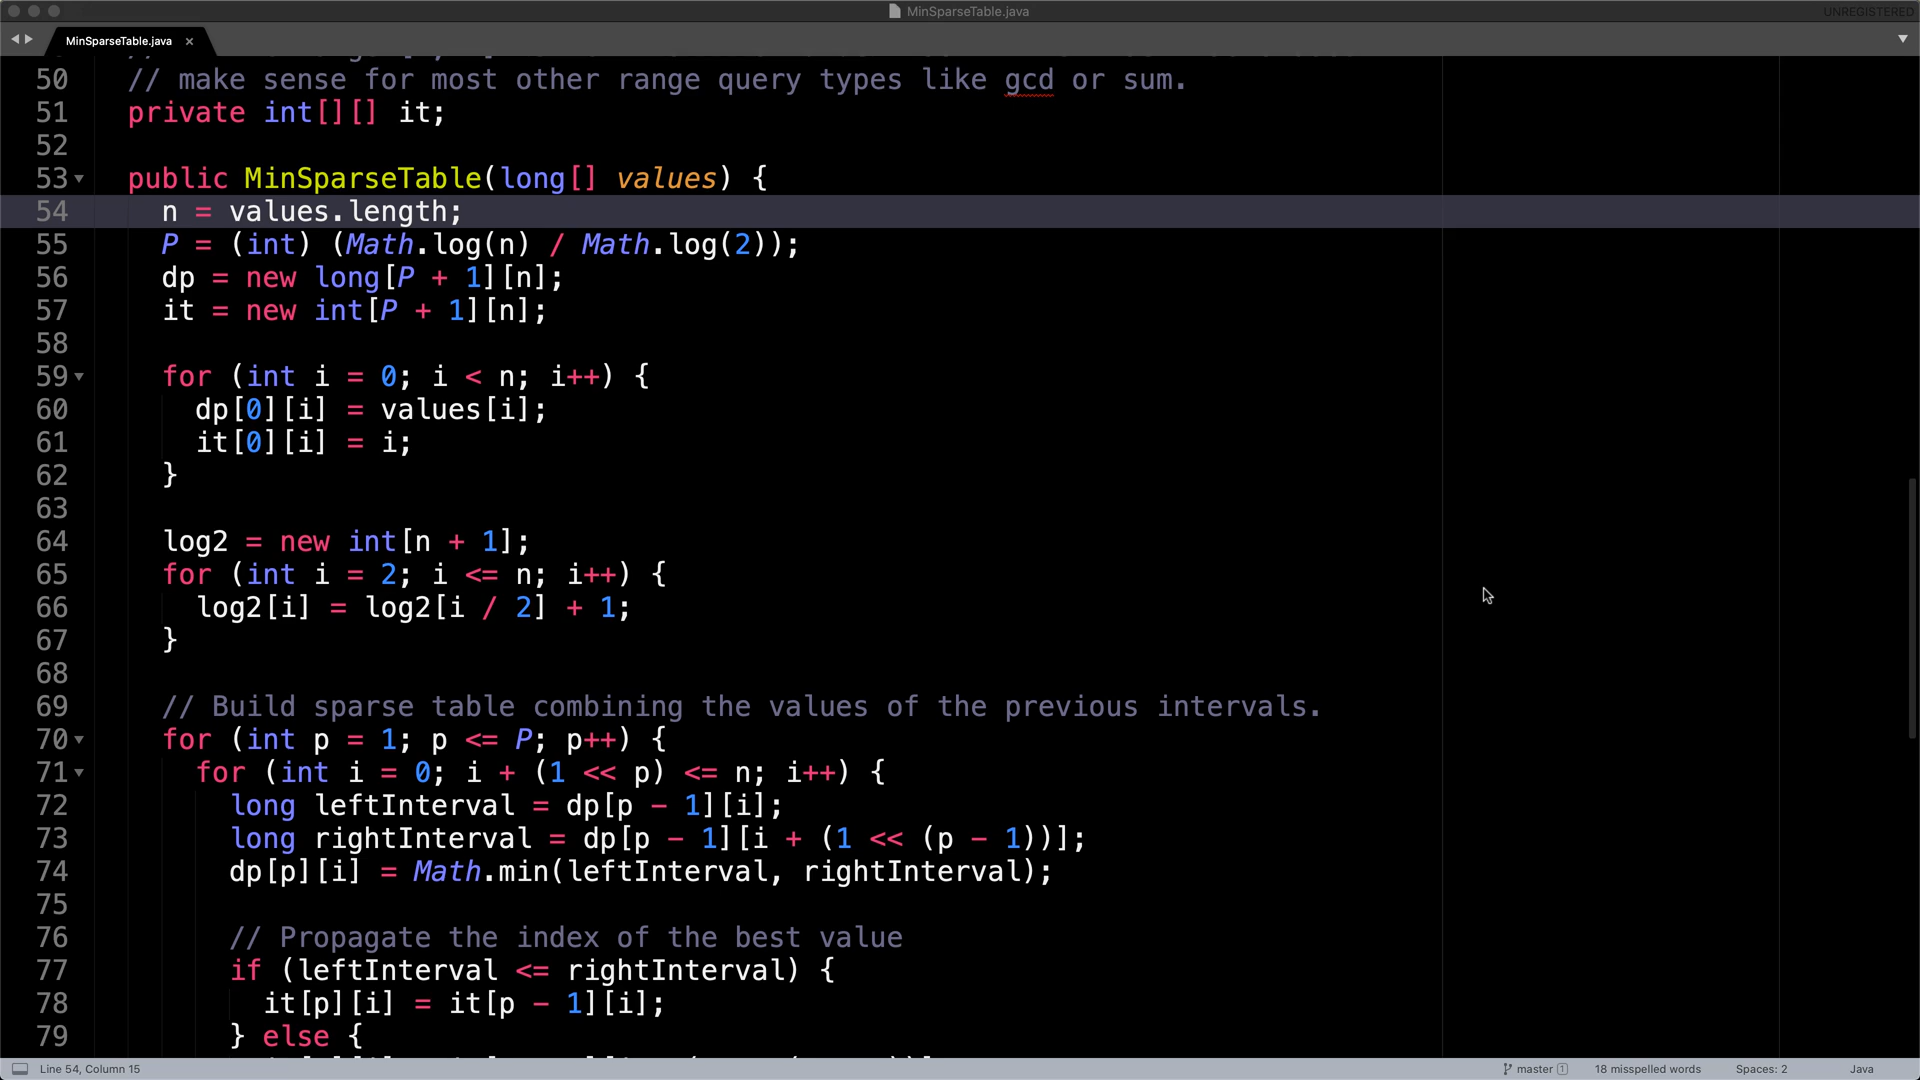 MinSparseTable.java
UNREGISTERED
MinSparseTable.java ×
50 // make sense for most other range query types like gcd or sum.
51 private int[][] it;
52
53 public MinSparseTable(long[] values) {
54 n = values.length;
55 P = (int) (Math.log(n) / Math.log(2));
56 dp = new long[P + 1][n];
57 it = new int[P + 1][n];
58
59 for (int i = 0; i < n; i++) {
60 dp[0][i] = values[i];
61 it[0][i] = i;
62 }
63
64 log2 = new int[n + 1];
65 for (int i = 2; i <= n; i++) {
66 log2[i] = log2[i / 2] + 1;
67 }
68
69 // Build sparse table combining the values of the previous intervals.
70 for (int p = 1; p <= P; p++) {
71 for (int i = 0; i + (1 << p) <= n; i++) {
72 long leftInterval = dp[p - 1][i];
73 long rightInterval = dp[p - 1][i + (1 << (p - 1))];
74 dp[p][i] = Math.min(leftInterval, rightInterval);
75
76 // Propagate the index of the best value
77 if (leftInterval <= rightInterval) {
78 it[p][i] = it[p - 1][i];
79 } else {
Line 54, Column 15
master 1
18 misspelled words
Spaces: 2
Java